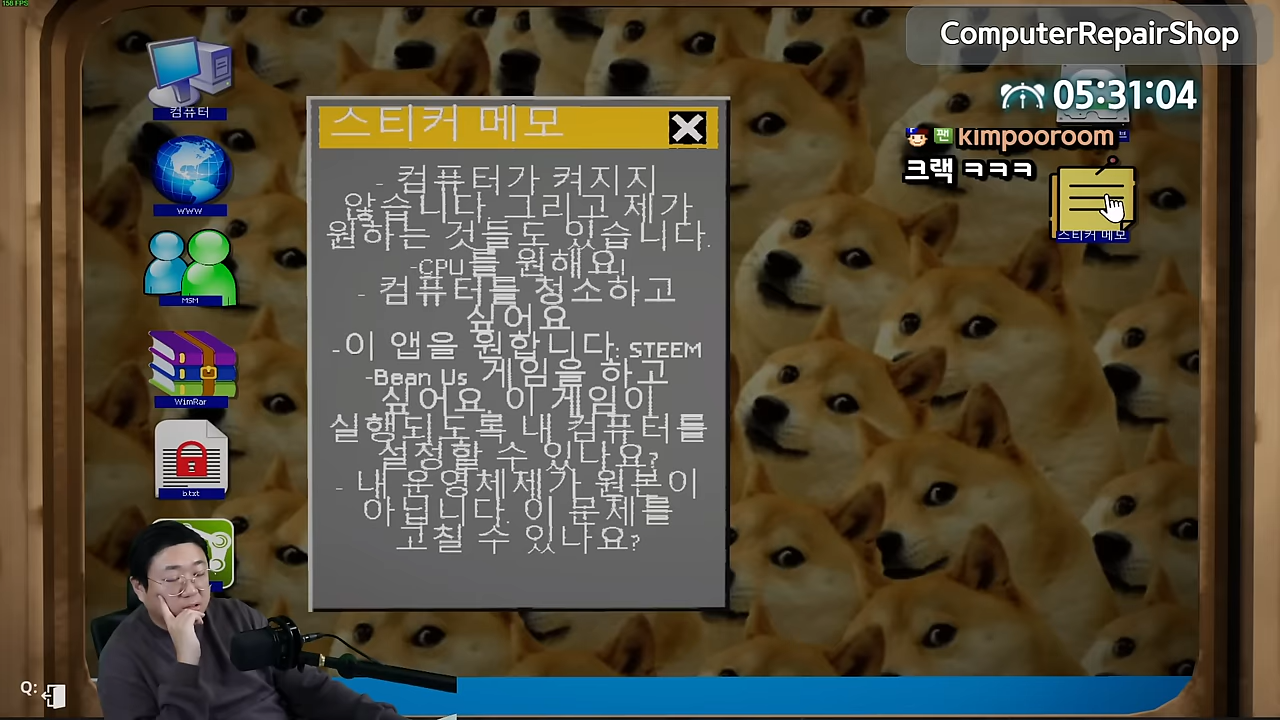 158 FPS
ComputerRepairShop
05:31:04
팬 kimpooroom
크랙 ㅋㅋㅋ
컴퓨터
WWW
MSM
WimRar
b.txt
스티커 메모
스티커 메모
- 컴퓨터가 켜지지
않습니다. 그리고 제가
원하는 것들도 있습니다.
-CPU를 원해요!
- 컴퓨터를 청소하고
싶어요
-이 앱을 원합니다: STEEM
-Bean Us 게임을 하고
싶어요. 이 게임이
실행되도록 내 컴퓨터를
설정할 수 있나요?
- 내 운영체제가 원본이
아닙니다. 이 문제를
고칠 수 있나요?
Q: